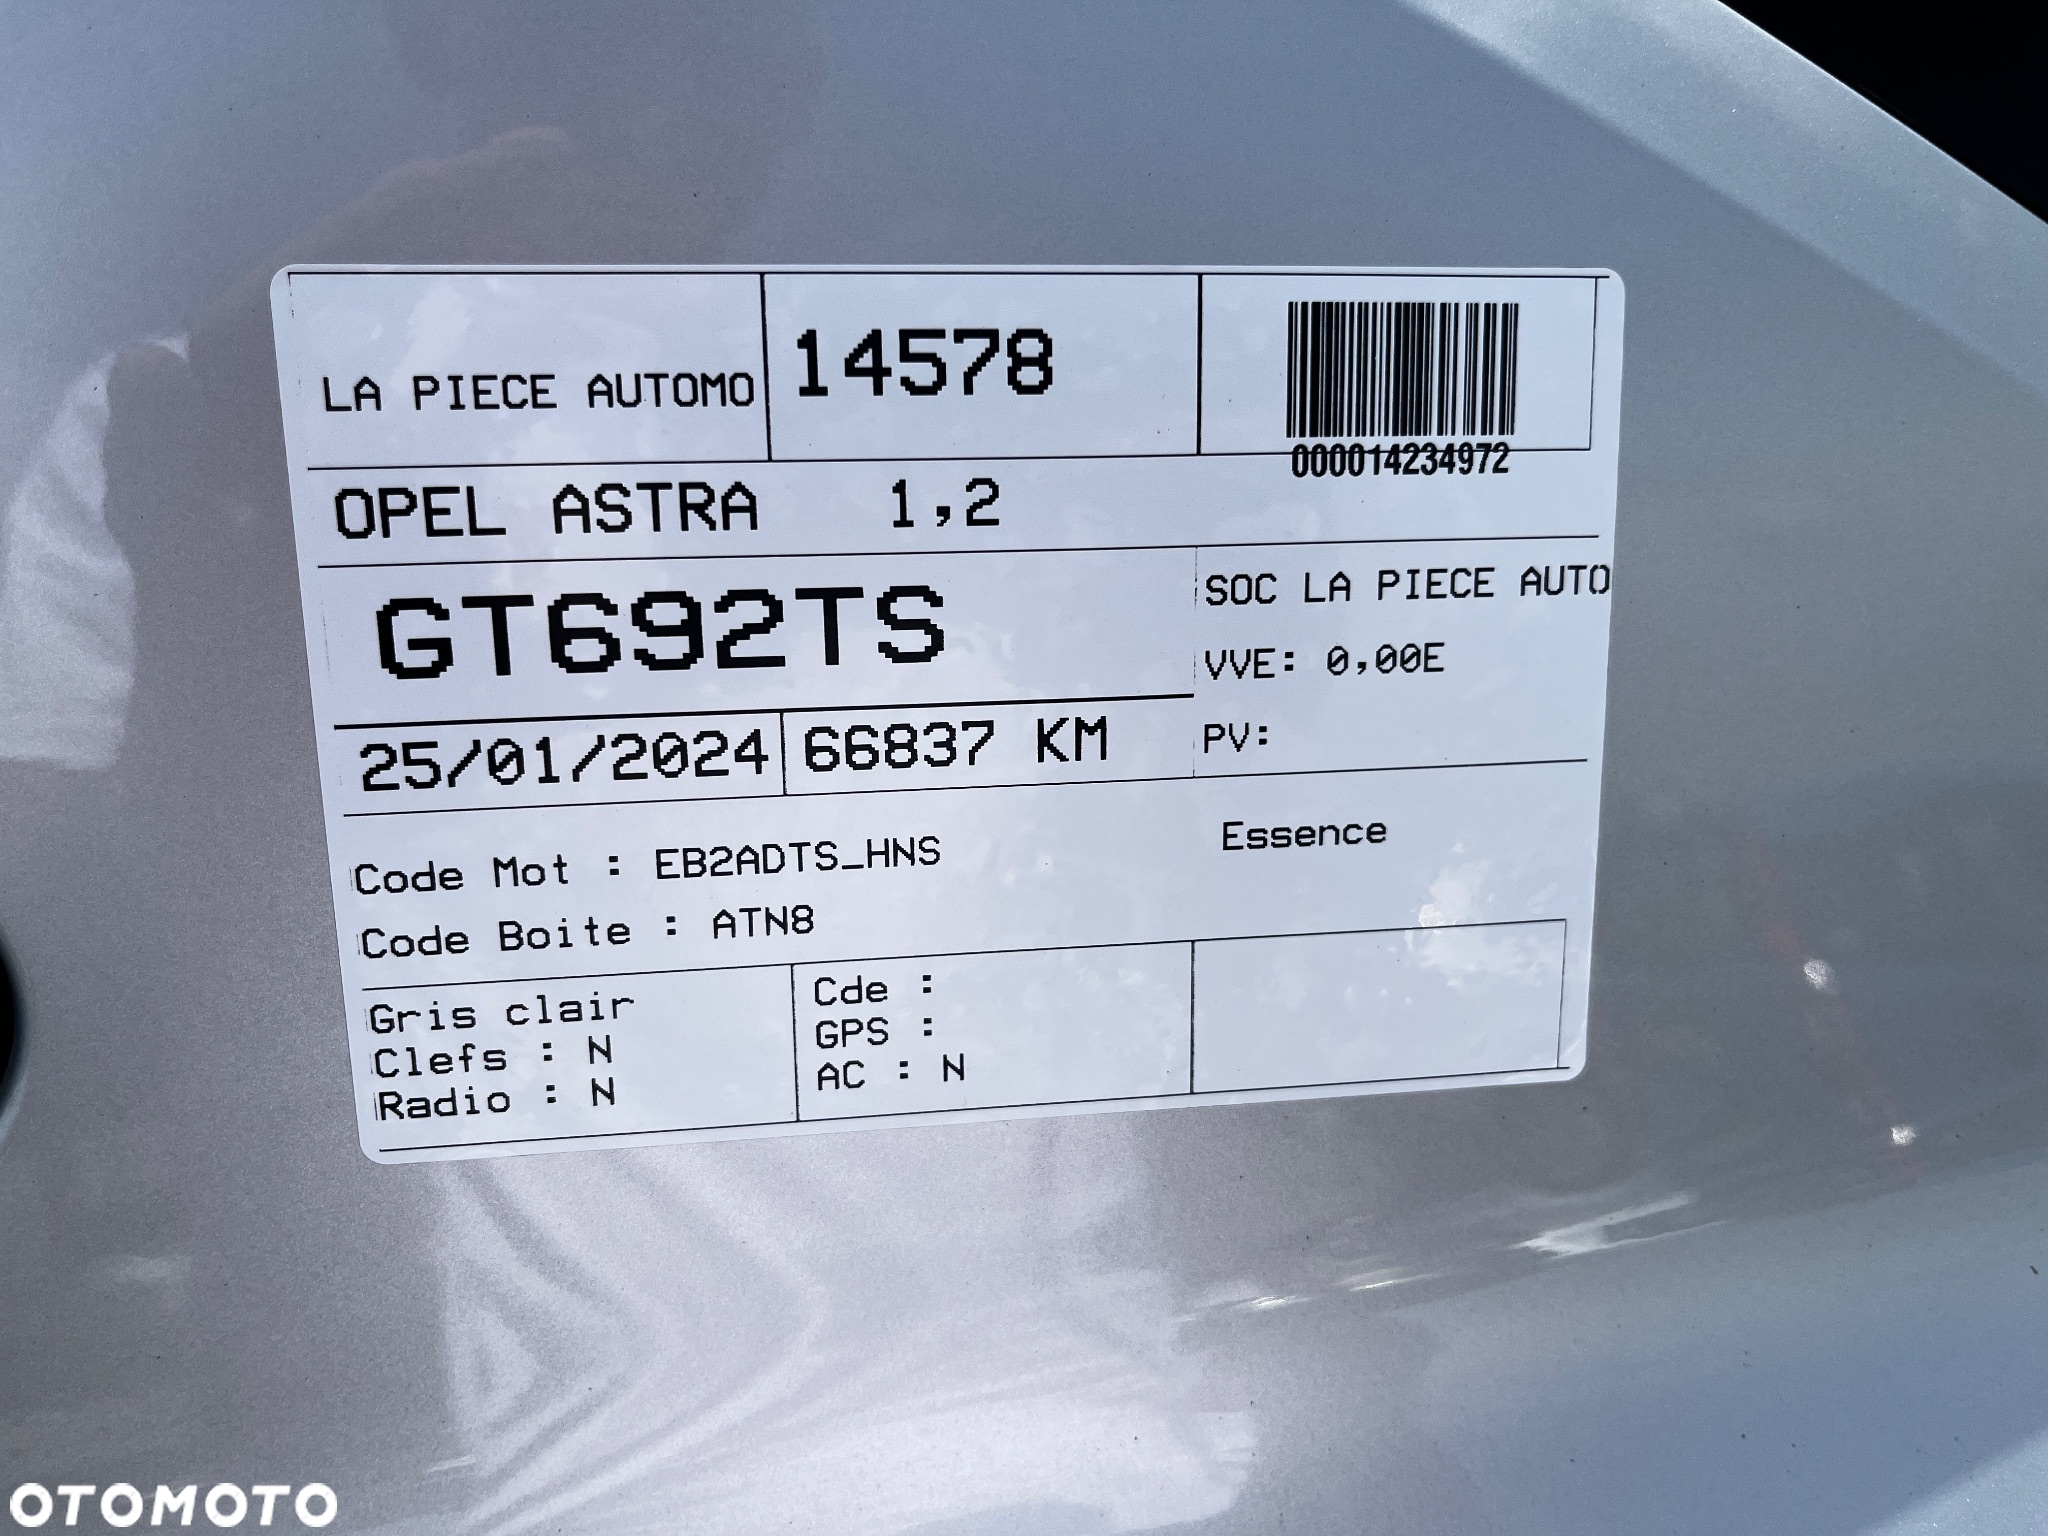 LA PIECE AUTOMO
14578
000014234972
OPEL ASTRA 1,2
GT692TS
SOC LA PIECE AUTO
VVE: 0,00E
PV:
25/01/2024
66837 KM
Code Mot : EB2ADTS_HNS
Essence
Code Boite : ATN8
Gris clair
Clefs : N
Radio : N
Cde :
GPS :
AC : N
OTOMOTO